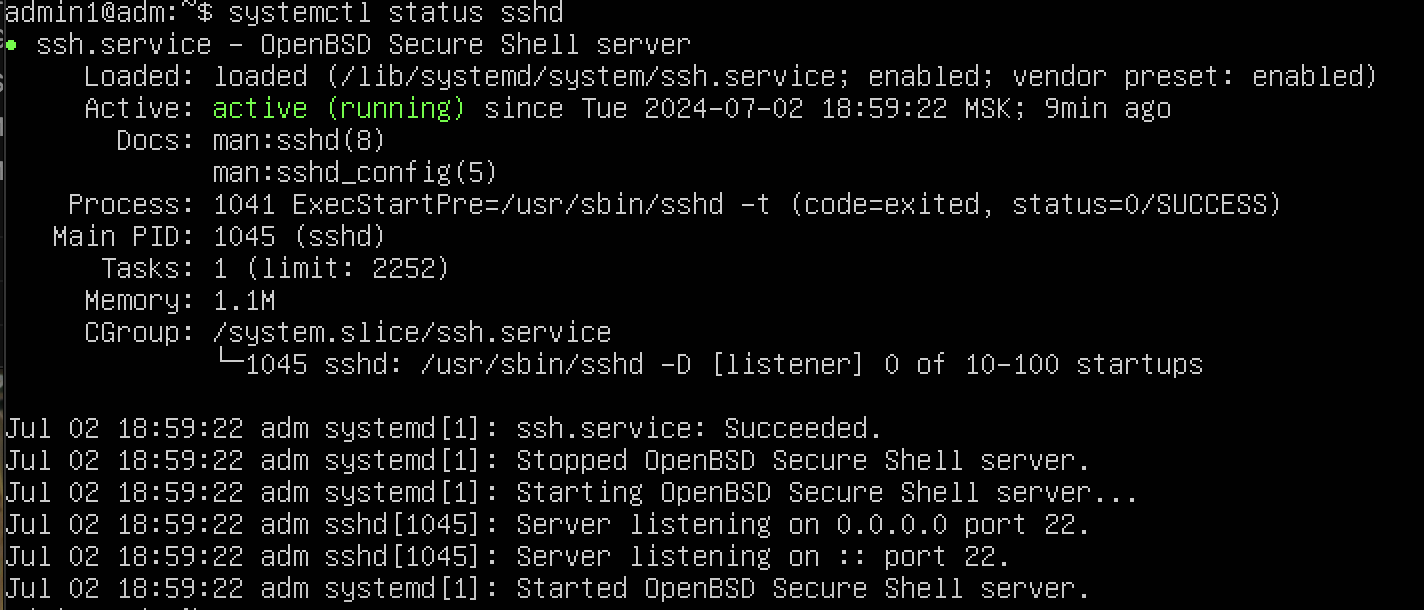 admin1@adm:~$ systemctl status sshd
● ssh.service - OpenBSD Secure Shell server
Loaded: loaded (/lib/systemd/system/ssh.service; enabled; vendor preset: enabled)
Active: active (running) since Tue 2024-07-02 18:59:22 MSK; 9min ago
Docs: man:sshd(8)
man:sshd_config(5)
Process: 1041 ExecStartPre=/usr/sbin/sshd -t (code=exited, status=0/SUCCESS)
Main PID: 1045 (sshd)
Tasks: 1 (limit: 2252)
Memory: 1.1M
CGroup: /system.slice/ssh.service
└─1045 sshd: /usr/sbin/sshd -D [listener] 0 of 10-100 startups
Jul 02 18:59:22 adm systemd[1]: ssh.service: Succeeded.
Jul 02 18:59:22 adm systemd[1]: Stopped OpenBSD Secure Shell server.
Jul 02 18:59:22 adm systemd[1]: Starting OpenBSD Secure Shell server...
Jul 02 18:59:22 adm sshd[1045]: Server listening on 0.0.0.0 port 22.
Jul 02 18:59:22 adm sshd[1045]: Server listening on :: port 22.
Jul 02 18:59:22 adm systemd[1]: Started OpenBSD Secure Shell server.